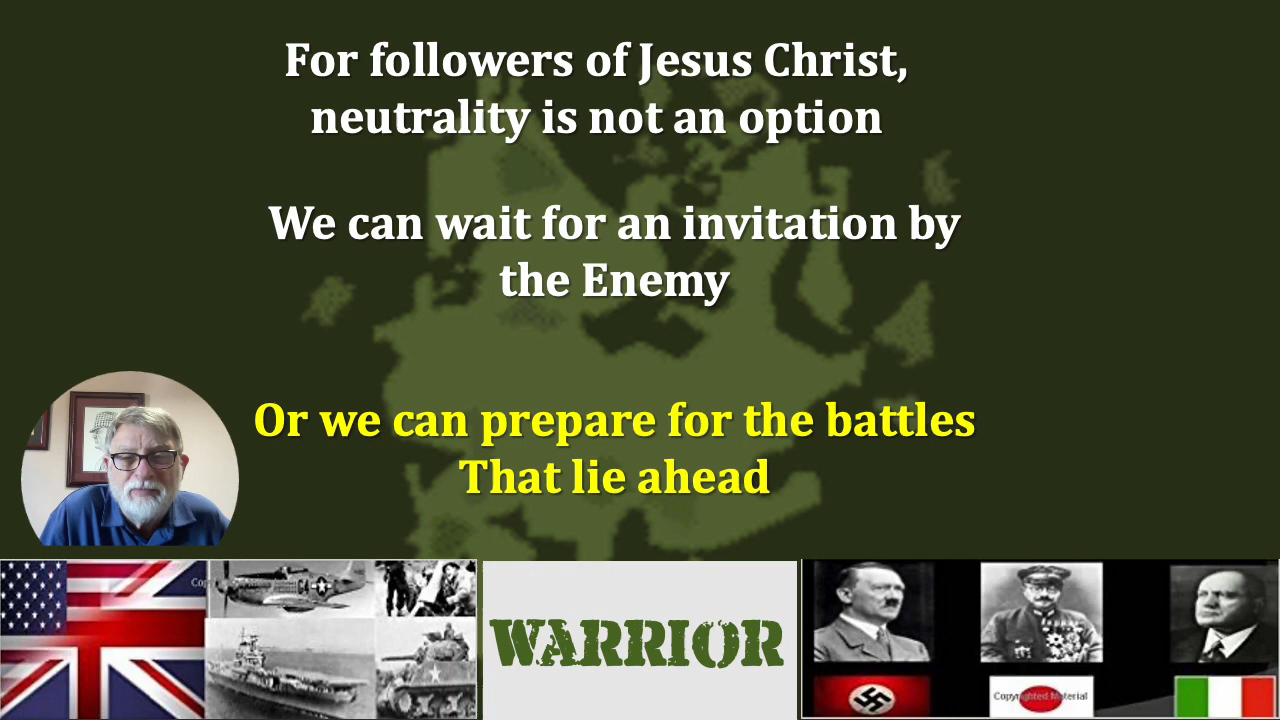 For followers of Jesus Christ,
neutrality is not an option
We can wait for an invitation by
the Enemy
Or we can prepare for the battles
That lie ahead
WARRIOR
Copyrighted Material